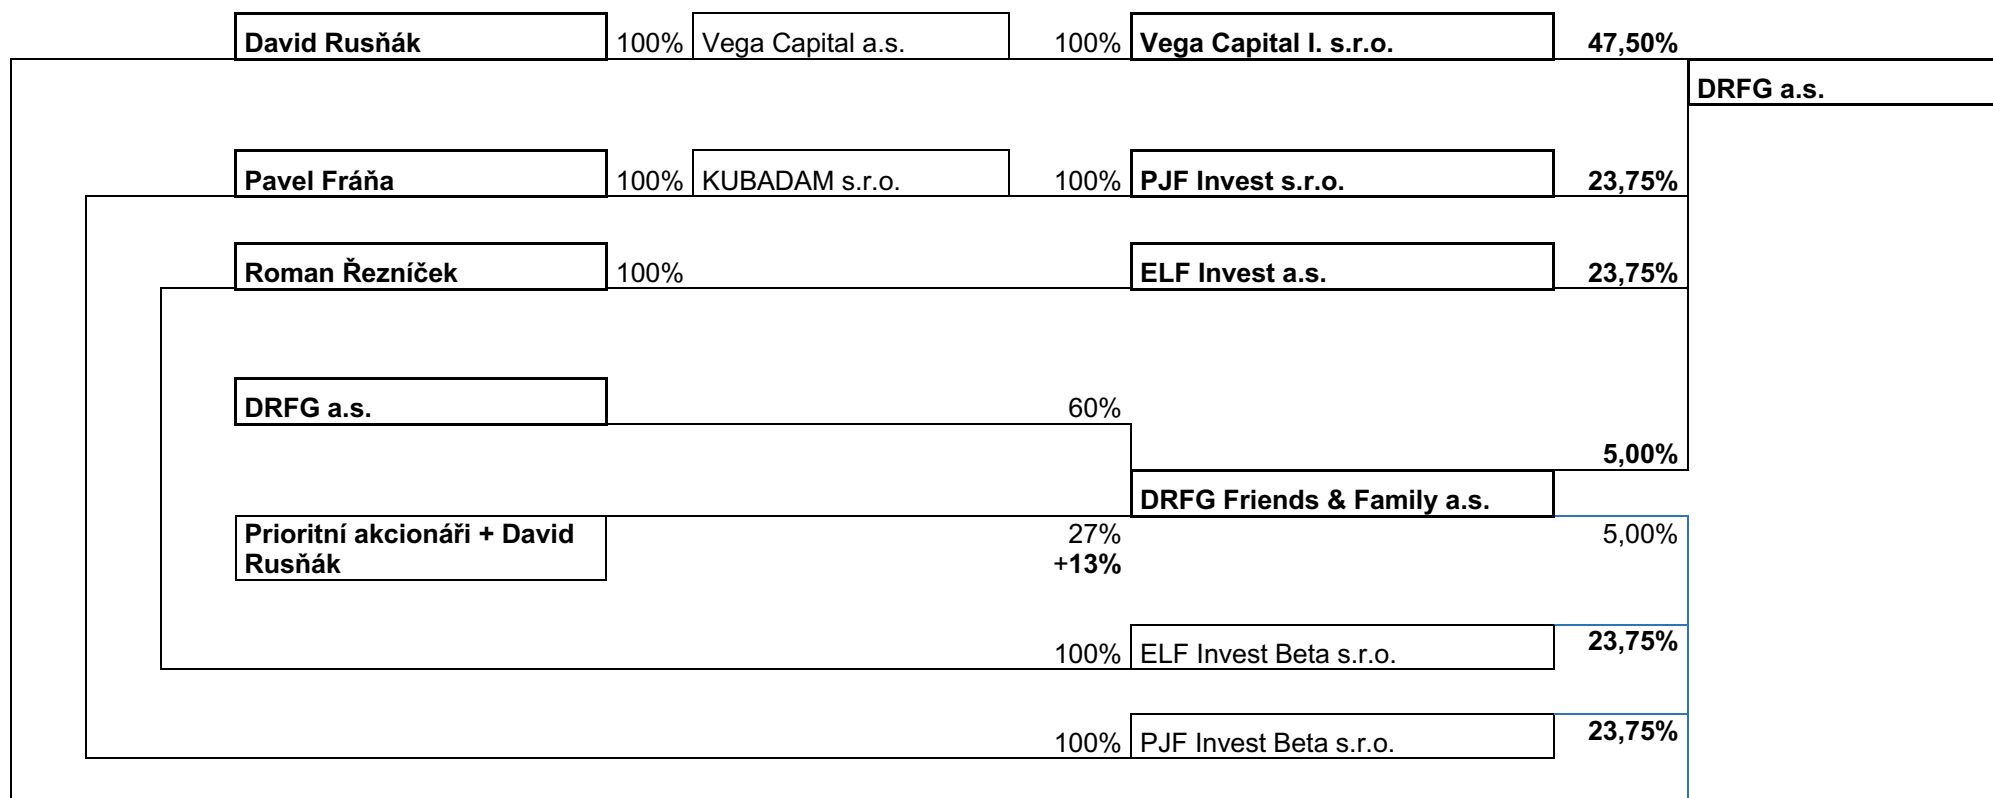 David Rusňák 100% Vega Capital a.s. 100% Vega Capital I. s.r.o. 47,50%
DRFG a.s.
Pavel Fráňa 100% KUBADAM s.r.o. 100% PJF Invest s.r.o. 23,75%
Roman Řezníček 100% ELF Invest a.s. 23,75%
DRFG a.s. 60%
5,00%
DRFG Friends & Family a.s.
Prioritní akcionáři + David 27% 5,00%
Rusňák +13%
100% ELF Invest Beta s.r.o. 23,75%
100% PJF Invest Beta s.r.o. 23,75%